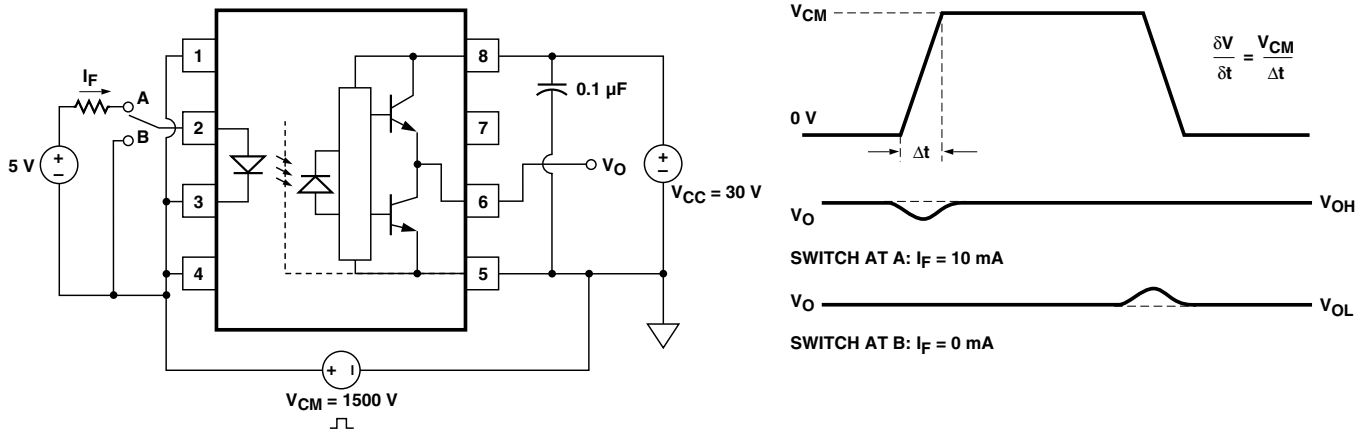 I_F
A
B
5 V
+
–
1
2
3
4
8
7
6
5
0.1 µF
V_O
+
–
V_CC = 30 V
+ –
V_CM = 1500 V
V_CM
0 V
Δt
δV/δt = V_CM/Δt
V_O
V_OH
SWITCH AT A: I_F = 10 mA
V_O
V_OL
SWITCH AT B: I_F = 0 mA